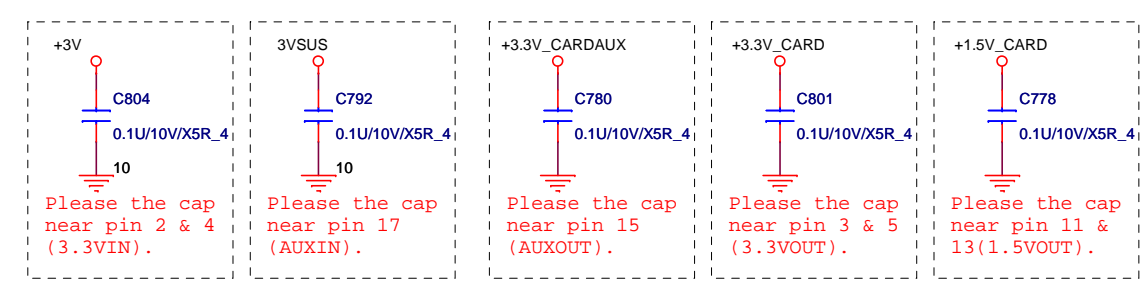 +3V
C804
0.1U/10V/X5R_4
10
Please the cap
near pin 2 & 4
(3.3VIN).
3VSUS
C792
0.1U/10V/X5R_4
10
Please the cap
near pin 17
(AUXIN).
+3.3V_CARDAUX
C780
0.1U/10V/X5R_4
Please the cap
near pin 15
(AUXOUT).
+3.3V_CARD
C801
0.1U/10V/X5R_4
Please the cap
near pin 3 & 5
(3.3VOUT).
+1.5V_CARD
C778
0.1U/10V/X5R_4
Please the cap
near pin 11 &
13(1.5VOUT).